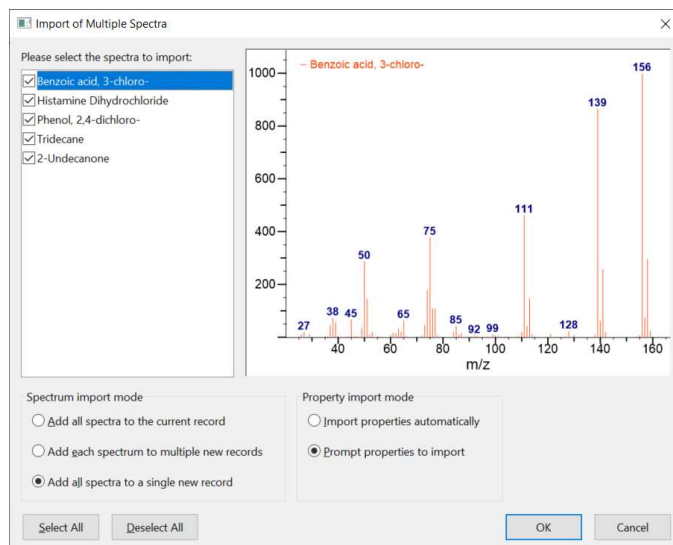 Import of Multiple Spectra
Please select the spectra to import:
Benzoic acid, 3-chloro-
Histamine Dihydrochloride
Phenol, 2,4-dichloro-
Tridecane
2-Undecanone
Benzoic acid, 3-chloro-
1000
800
600
400
200
27
38
45
50
65
75
85
92
99
111
128
139
156
40 60 80 100 120 140 160
m/z
Spectrum import mode
Add all spectra to the current record
Add each spectrum to multiple new records
Add all spectra to a single new record
Property import mode
Import properties automatically
Prompt properties to import
Select All Deselect All OK Cancel